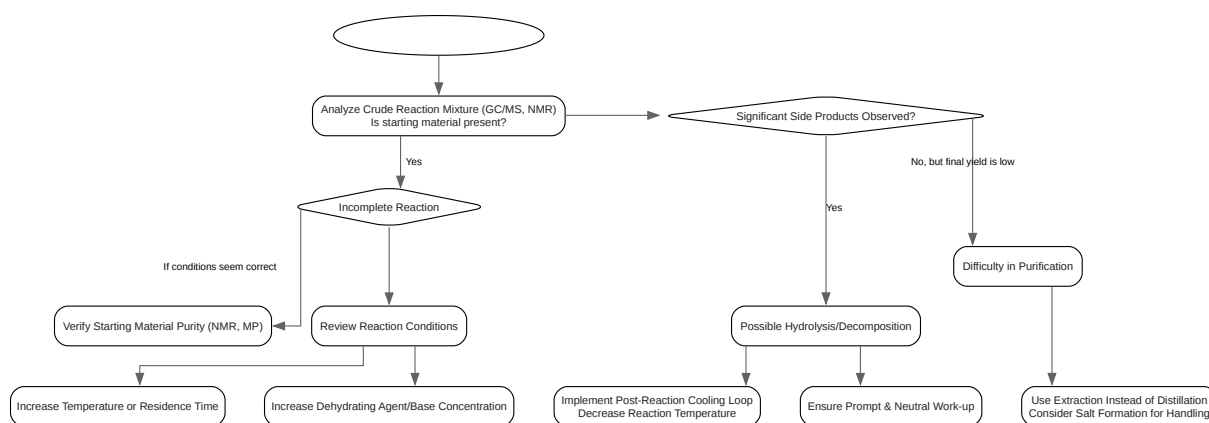 Analyze Crude Reaction Mixture (GC/MS, NMR)
Is starting material present?
Significant Side Products Observed?
Yes
No, but final yield is low
Incomplete Reaction
Yes
If conditions seem correct
Difficulty in Purification
Verify Starting Material Purity (NMR, MP)
Review Reaction Conditions
Possible Hydrolysis/Decomposition
Increase Temperature or Residence Time
Increase Dehydrating Agent/Base Concentration
Implement Post-Reaction Cooling Loop
Decrease Reaction Temperature
Ensure Prompt & Neutral Work-up
Use Extraction Instead of Distillation
Consider Salt Formation for Handling